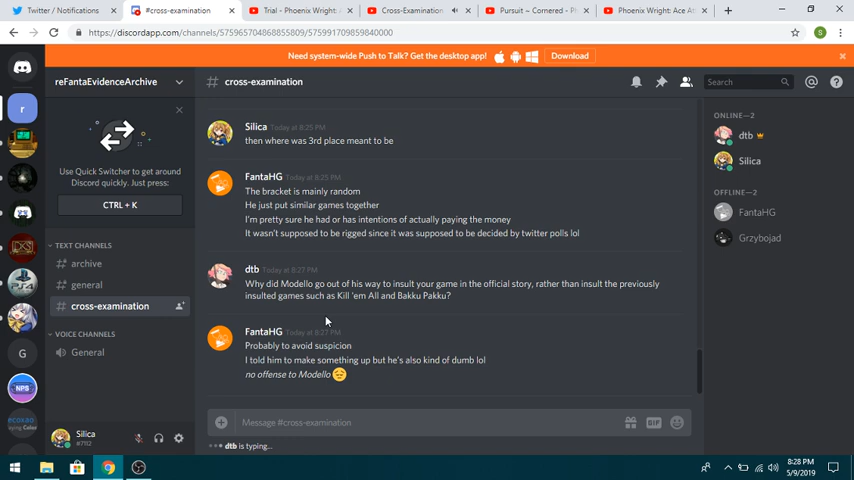 Twitter / Notifications
#cross-examination
Trial - Phoenix Wright: A
Cross-Examination
Pursuit ~ Cornered - Ph
Phoenix Wright: Ace At
https://discordapp.com/channels/575965704868855809/575991709859840000
S
Need system-wide Push to Talk? Get the desktop app!
Download
reFantaEvidenceArchive
# cross-examination
Search
Use Quick Switcher to get around
Discord quickly. Just press:
CTRL + K
TEXT CHANNELS
# archive
# general
# cross-examination
VOICE CHANNELS
General
r
G
NPS
Silica
#7112
Silica Today at 8:25 PM
then where was 3rd place meant to be
FantaHG Today at 8:25 PM
The bracket is mainly random
He just put similar games together
I'm pretty sure he had or has intentions of actually paying the money
It wasn't supposed to be rigged since it was supposed to be decided by twitter polls lol
dtb Today at 8:27 PM
Why did Modello go out of his way to insult your game in the official story, rather than insult the previously
insulted games such as Kill 'em All and Bakku Pakku?
FantaHG Today at 8:27 PM
Probably to avoid suspicion
I told him to make something up but he's also kind of dumb lol
no offense to Modello
Message #cross-examination
GIF
dtb is typing...
ONLINE—2
dtb
Silica
OFFLINE—2
FantaHG
Grzybojad
8:28 PM
5/9/2019